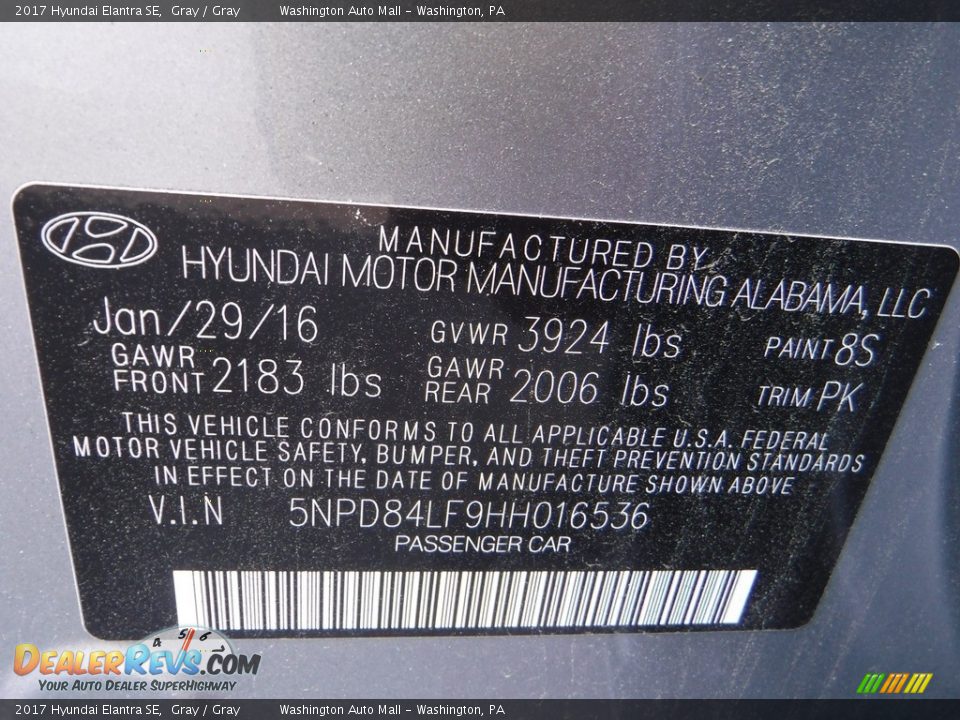 2017 Hyundai Elantra SE,  Gray / Gray    Washington Auto Mall - Washington, PA
MANUFACTURED BY
HYUNDAI MOTOR MANUFACTURING ALABAMA, LLC
Jan/29/16 GVWR 3924 lbs PAINT 8S
GAWR FRONT 2183 lbs GAWR REAR 2006 lbs TRIM PK
THIS VEHICLE CONFORMS TO ALL APPLICABLE U.S.A. FEDERAL
MOTOR VEHICLE SAFETY, BUMPER, AND THEFT PREVENTION STANDARDS
IN EFFECT ON THE DATE OF MANUFACTURE SHOWN ABOVE
V.I.N 5NPD84LF9HH016536
PASSENGER CAR
4 5 6 7
DEALERREVS.COM
YOUR AUTO DEALER SUPERHIGHWAY
2017 Hyundai Elantra SE,  Gray / Gray    Washington Auto Mall - Washington, PA